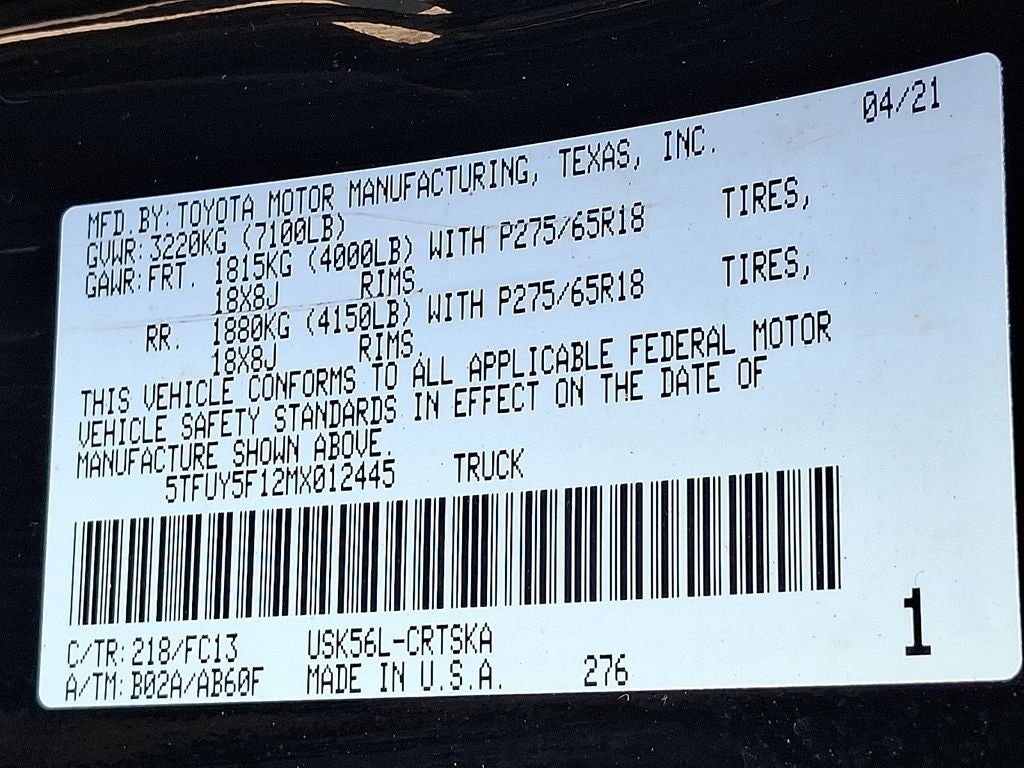 04/21
MFD.BY:TOYOTA MOTOR MANUFACTURING, TEXAS, INC.
GVWR:3220KG (7100LB)
GAWR:FRT. 1815KG (4000LB) WITH P275/65R18 TIRES,
18X8J RIMS.
RR. 1880KG (4150LB) WITH P275/65R18 TIRES,
18X8J RIMS.
THIS VEHICLE CONFORMS TO ALL APPLICABLE FEDERAL MOTOR
VEHICLE SAFETY STANDARDS IN EFFECT ON THE DATE OF
MANUFACTURE SHOWN ABOVE.
5TFUY5F12MX012445 TRUCK
C/TR:218/FC13 USK56L-CRTSKA
A/TM:B02A/AB60F MADE IN U.S.A. 276
1